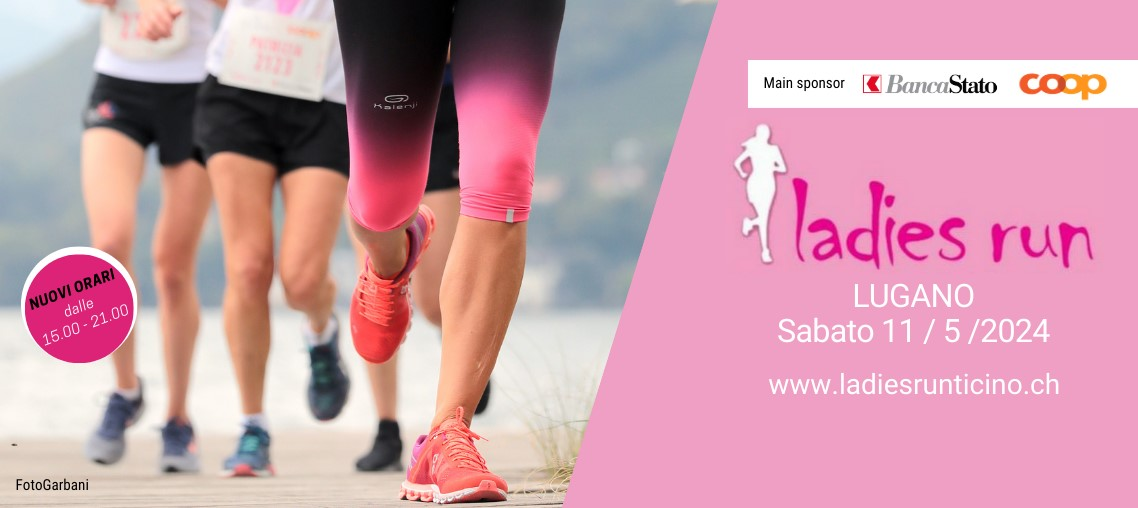 Kalenji
2123
NUOVI ORARI
dalle
15.00 - 21.00
FotoGarbani
Main sponsor BancaStato coop
ladies run
LUGANO
Sabato 11 / 5 /2024
www.ladiesrunticino.ch